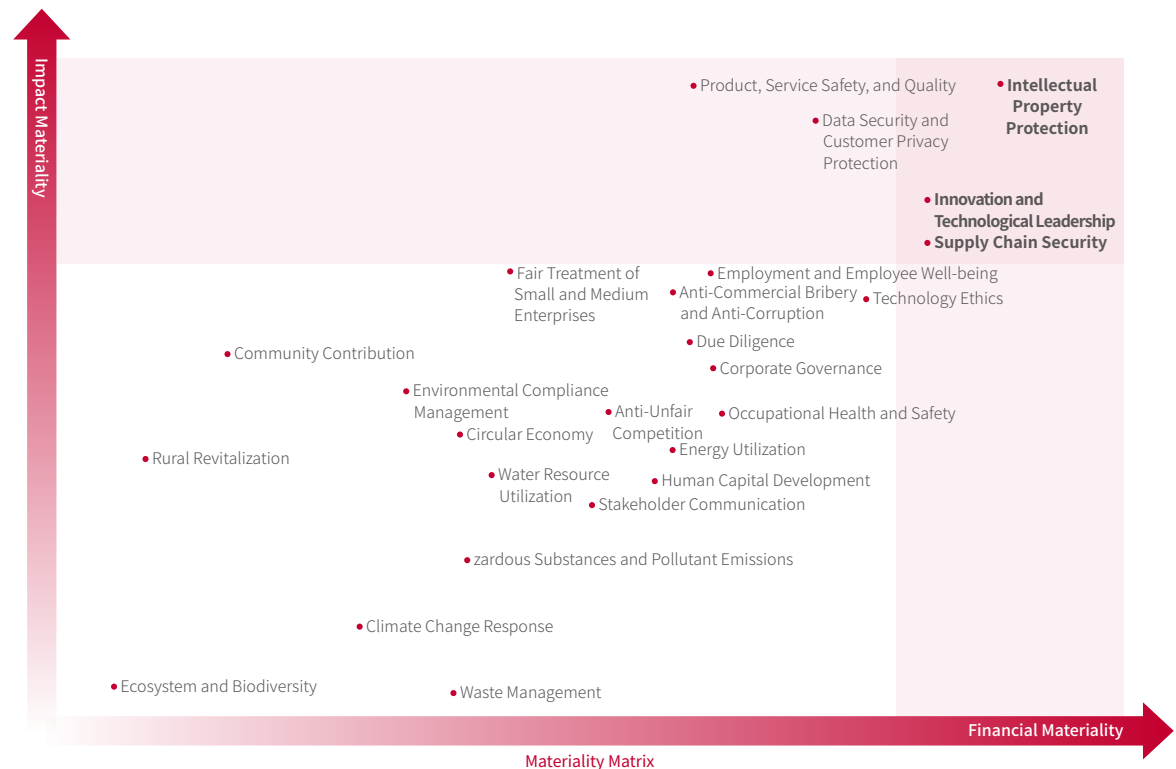 Impact Materiality
Product, Service Safety, and Quality
Intellectual
Property
Protection
Data Security and
Customer Privacy
Protection
Innovation and
Technological Leadership
Supply Chain Security
Fair Treatment of
Small and Medium
Enterprises
Employment and Employee Well-being
Anti-Commercial Bribery
and Anti-Corruption
Technology Ethics
Due Diligence
Community Contribution
Corporate Governance
Environmental Compliance
Management
Anti-Unfair
Competition
Occupational Health and Safety
Circular Economy
Energy Utilization
Rural Revitalization
Water Resource
Utilization
Human Capital Development
Stakeholder Communication
zardous Substances and Pollutant Emissions
Climate Change Response
Ecosystem and Biodiversity
Waste Management
Financial Materiality
Materiality Matrix